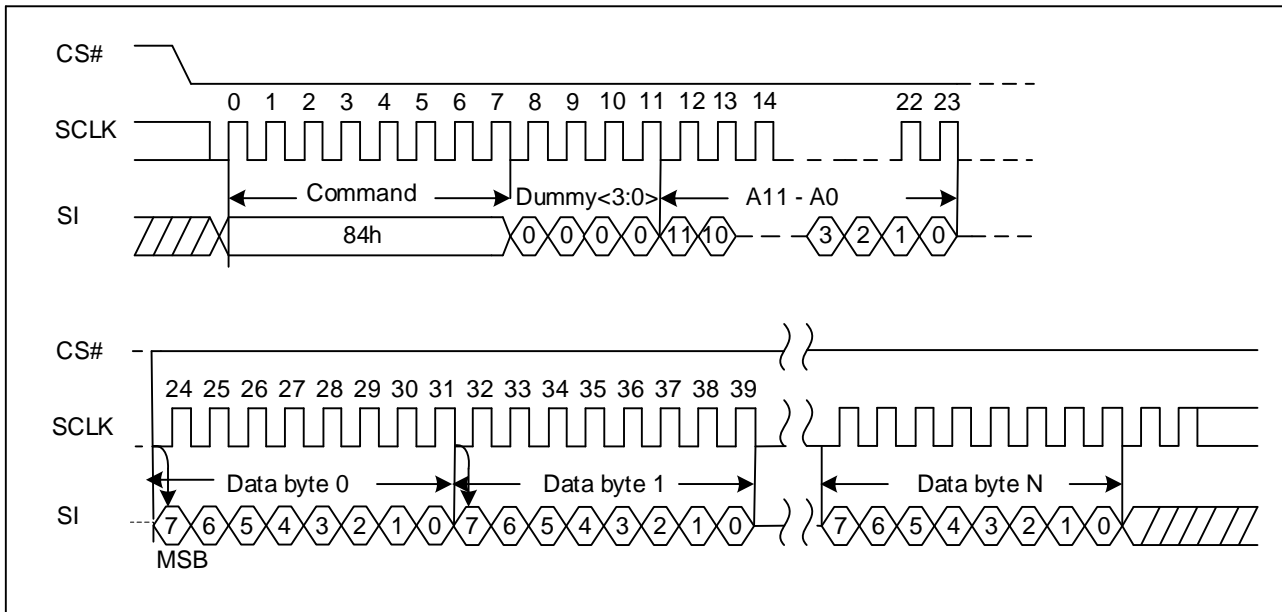 CS#
0 1 2 3 4 5 6 7 8 9 10 11 12 13 14 22 23
SCLK
Command Dummy<3:0> A11 - A0
SI
84h 0 0 0 0 11 10 3 2 1 0
CS#
24 25 26 27 28 29 30 31 32 33 34 35 36 37 38 39
SCLK
Data byte 0 Data byte 1 Data byte N
SI
7 6 5 4 3 2 1 0 7 6 5 4 3 2 1 0 7 6 5 4 3 2 1 0
MSB